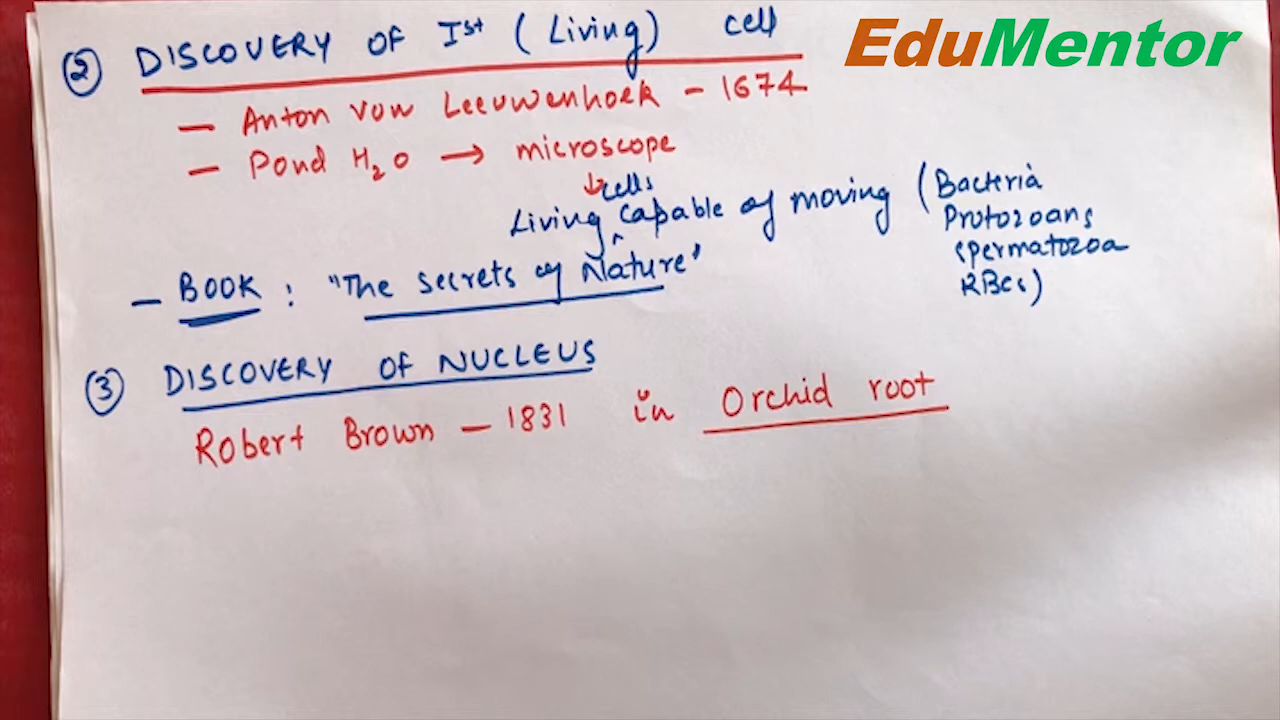 EduMentor
② DISCOVERY OF Ist (Living) cell
— Anton von Leeuwenhoek – 1674
— Pond H₂O → microscope
↓
cells
Living ^ capable of moving (Bacteria
Protozoans
spermatozoa
RBCs)
— BOOK : "The secrets of Nature"
③ DISCOVERY OF NUCLEUS
Robert Brown — 1831 in Orchid root